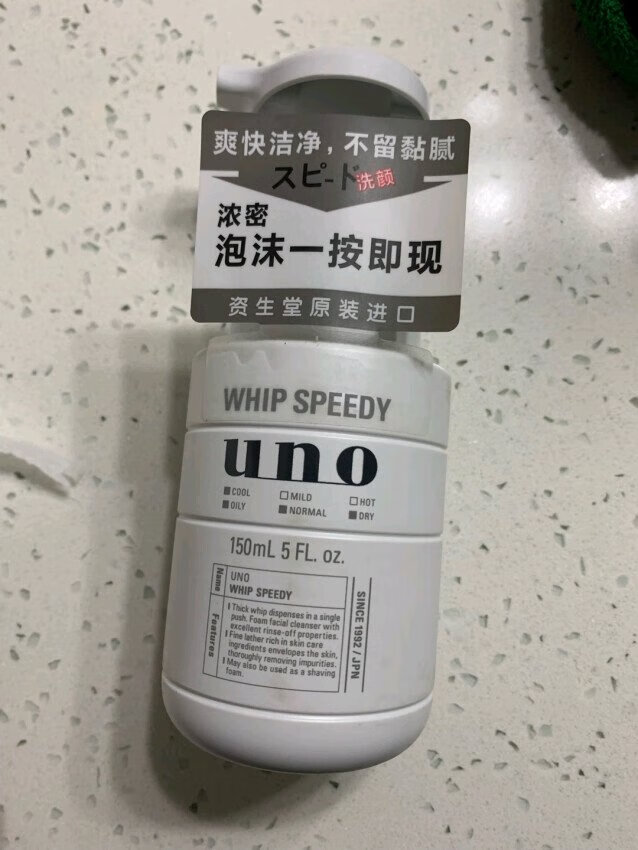 爽快洁净，不留黏腻
スピード洗颜
浓密
泡沫一按即现
资生堂原装进口
WHIP SPEEDY
uno
COOL MILD HOT
OILY NORMAL DRY
150mL 5 FL. oz.
Name
UNO
WHIP SPEEDY
Features
Thick whip dispenses in a single
push. Foam facial cleanser with
excellent rinse-off properties.
Fine lather rich in skin care
ingredients envelopes the skin,
thoroughly removing impurities.
May also be used as a shaving
foam.
SINCE 1992 / JPN